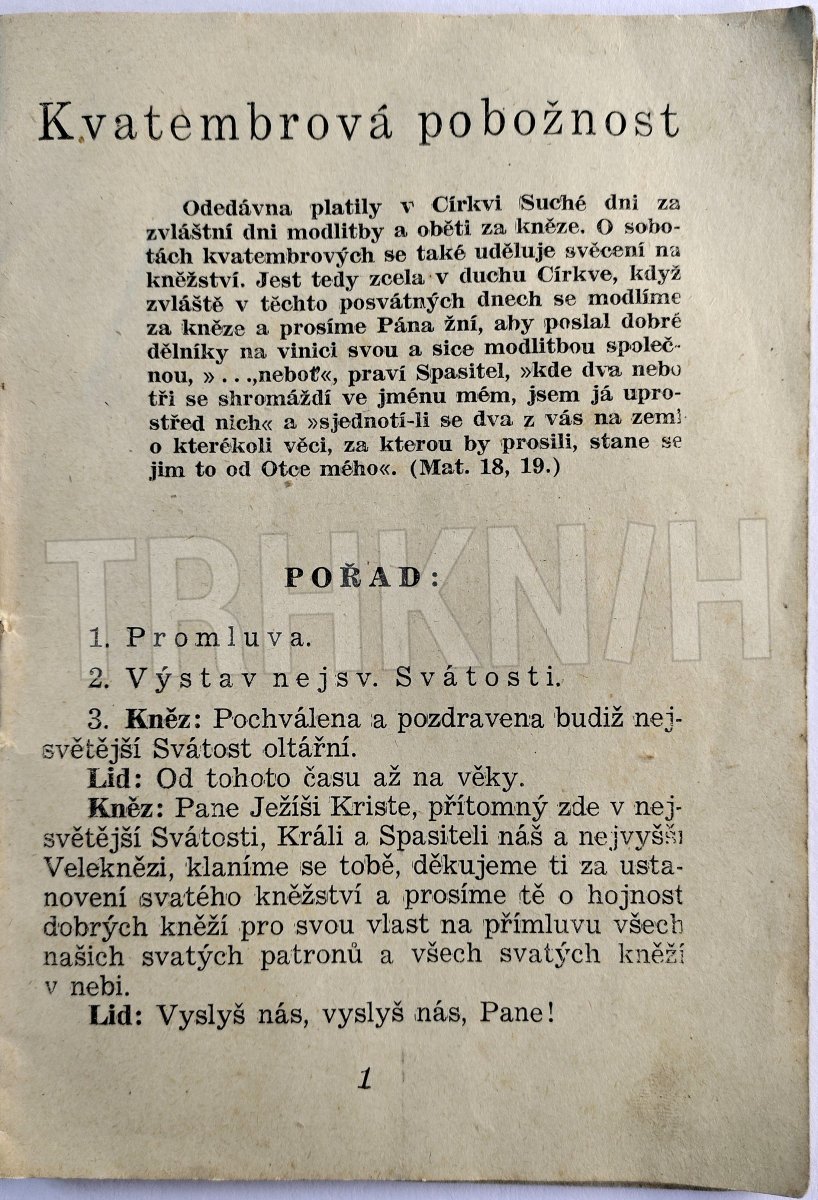 Kvatembrová pobožnost
Odedávna platily v Církvi Suché dni za
zvláštní dni modlitby a oběti za kněze. O sobo-
tách kvatembrových se také uděluje svěcení na
kněžství. Jest tedy zcela v duchu Církve, když
zvláště v těchto posvátných dnech se modlíme
za kněze a prosíme Pána žní, aby poslal dobré
dělníky na vinici svou a sice modlitbou společ-
nou, »...„neboť«, praví Spasitel, »kde dva nebo
tři se shromáždí ve jménu mém, jsem já upro-
střed nich« a »sjednotí-li se dva z vás na zemi
o kterékoli věci, za kterou by prosili, stane se
jim to od Otce mého«. (Mat. 18, 19.)
TRHKN/H
POŘAD:
1. Promluva.
2. Výstav nejsv. Svátosti.
3. Kněz: Pochválena a pozdravena budiž nej-
světější Svátost oltářní.
Lid: Od tohoto času až na věky.
Kněz: Pane Ježíši Kriste, přítomný zde v nej-
světější Svátosti, Králi a Spasiteli náš a nejvyšší
Veleknězi, klaníme se tobě, děkujeme ti za usta-
novení svatého kněžství a prosíme tě o hojnost
dobrých kněží pro svou vlast na přímluvu všech
našich svatých patronů a všech svatých kněží
v nebi.
Lid: Vyslyš nás, vyslyš nás, Pane!
1